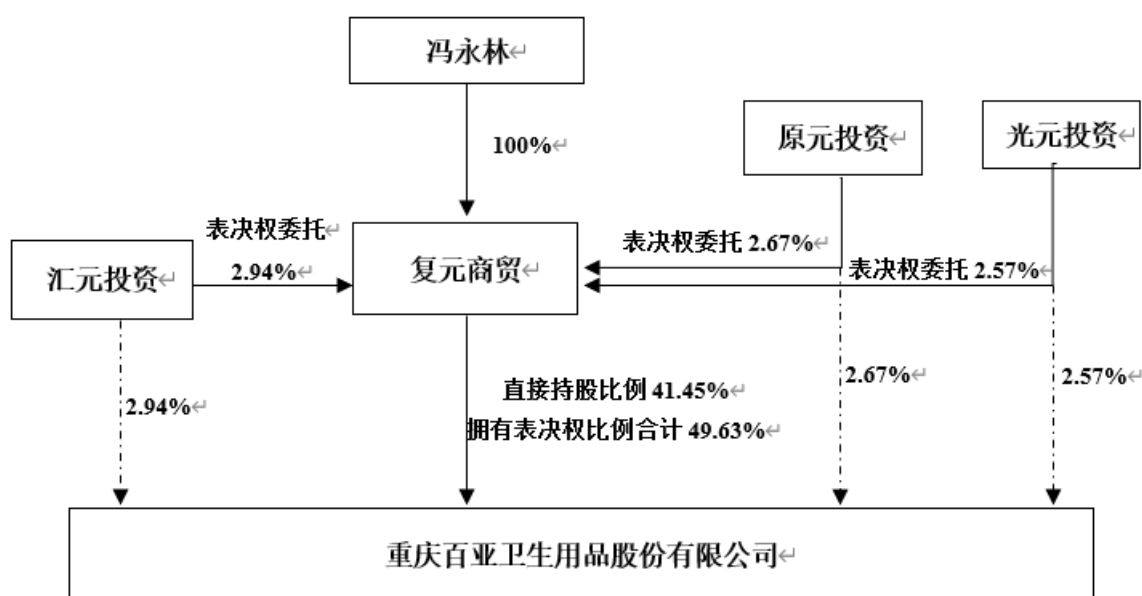 冯永林↵
100%↵
原元投资↵
光元投资↵
表决权委托↵
2.94%↵
汇元投资↵
复元商贸↵
表决权委托 2.67%↵
表决权委托 2.57%↵
2.94%↵
直接持股比例 41.45%↵
拥有表决权比例合计 49.63%↵
2.67%↵
2.57%↵
重庆百亚卫生用品股份有限公司↵